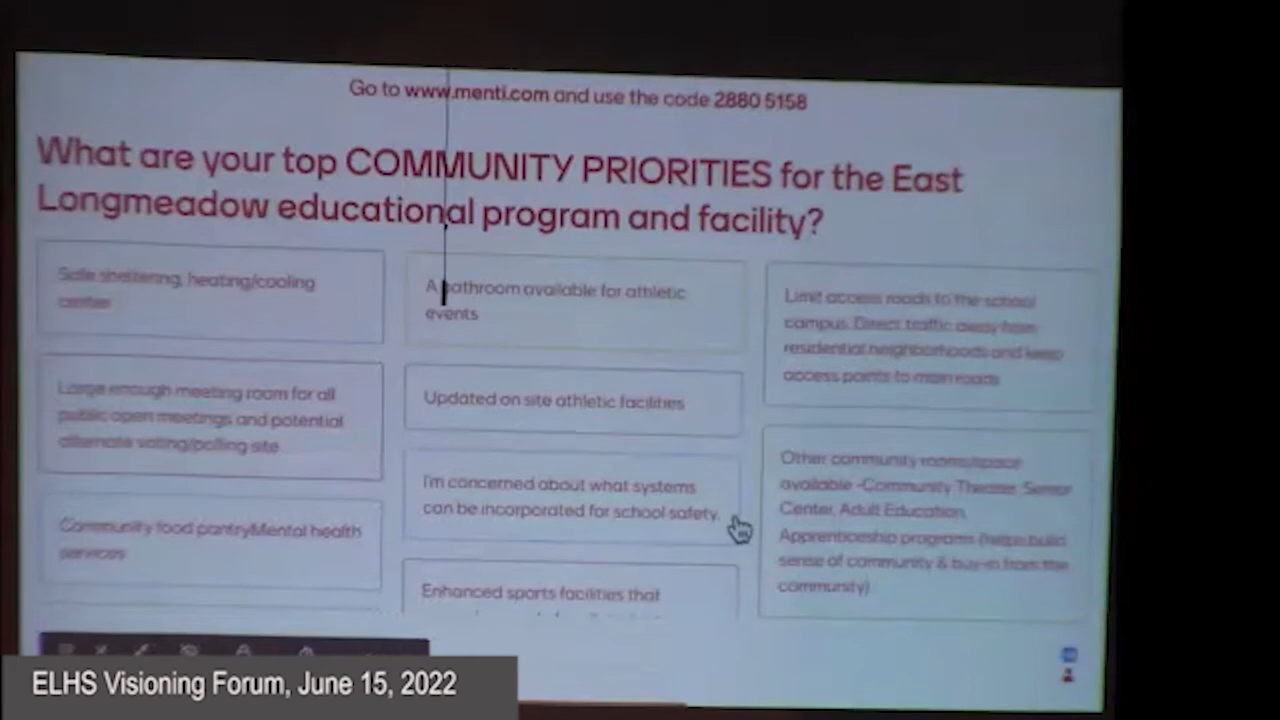 Go to www.menti.com and use the code 2880 5158
What are your top COMMUNITY PRIORITIES for the East
Longmeadow educational program and facility?
Safe sheltering, heating/cooling
center
Large enough meeting room for all
public open meetings and potential
alternate voting/polling site
Community food pantryMental health
services
A bathroom available for athletic
events
Updated on site athletic facilities
I'm concerned about what systems
can be incorporated for school safety.
Enhanced sports facilities that
Limit access roads to the school
campus. Direct traffic away from
residential neighborhoods and keep
access points to main roads
Other community rooms/space
available -Community Theater, Senior
Center, Adult Education,
Apprenticeship programs (helps build
sense of community & buy-in from the
community)
ELHS Visioning Forum, June 15, 2022